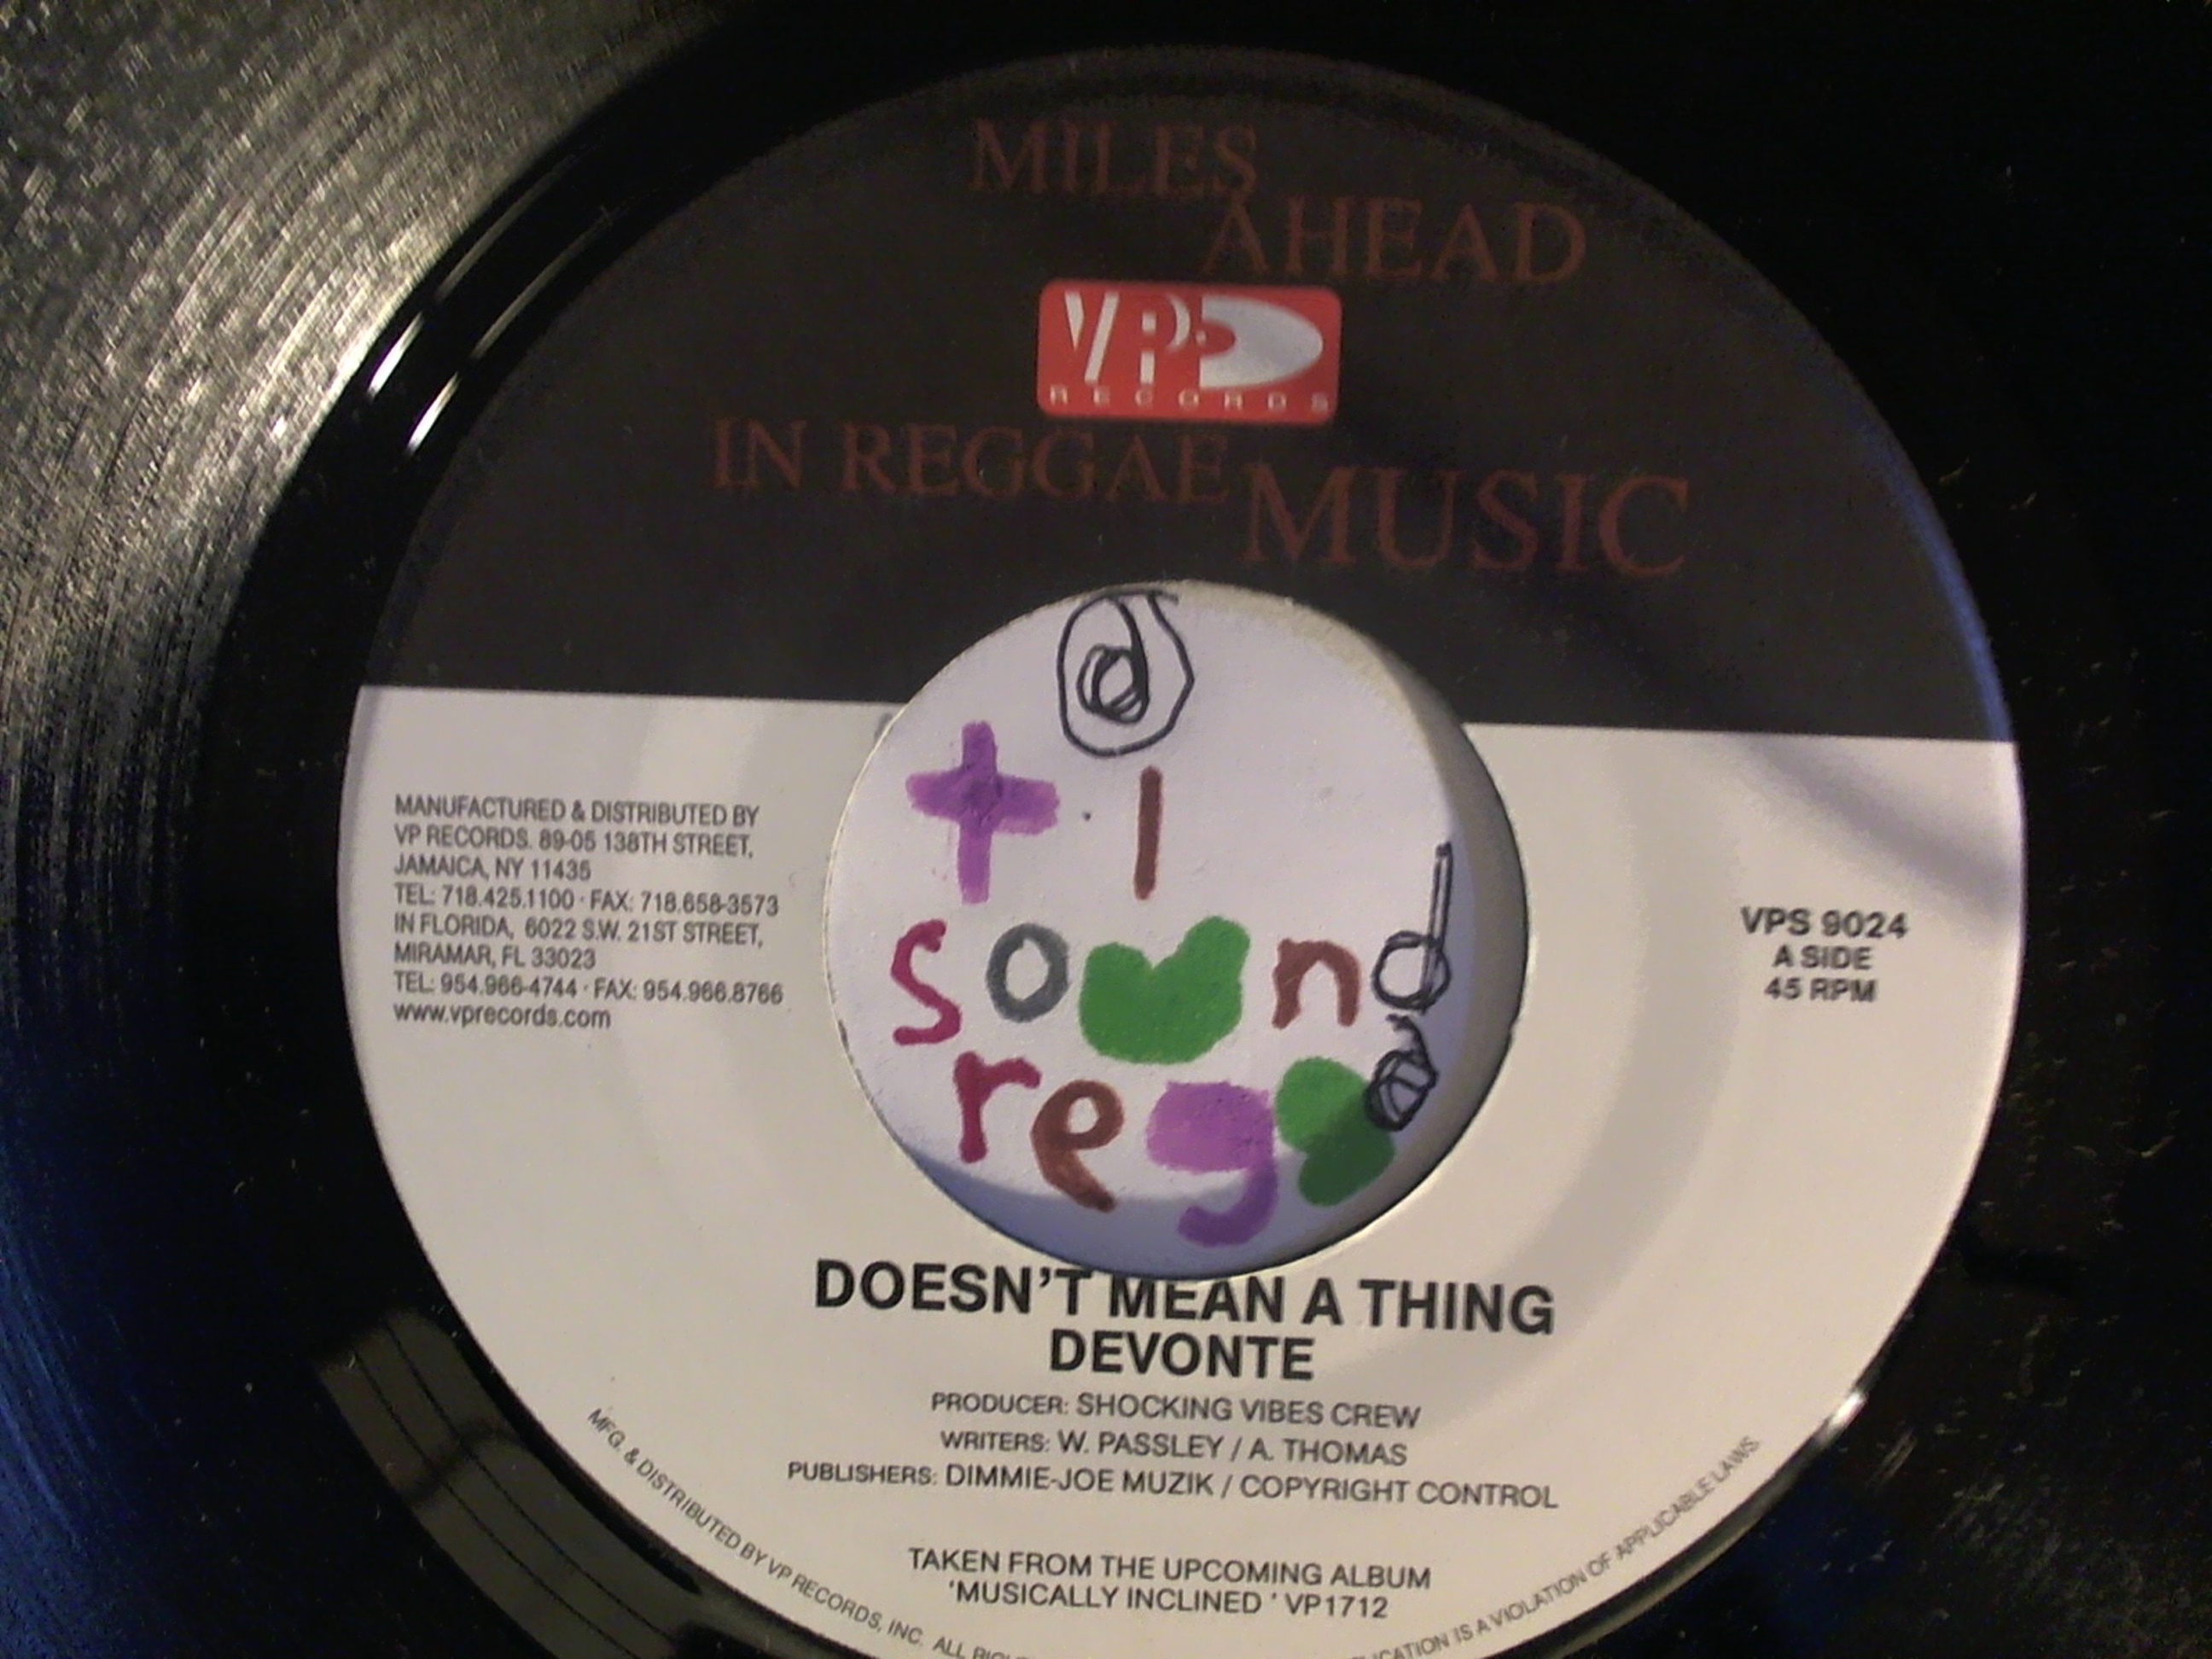 MILES
AHEAD
VP
RECORDS
IN REGGAE MUSIC
MANUFACTURED & DISTRIBUTED BY
VP RECORDS. 89-05 138TH STREET,
JAMAICA, NY 11435
TEL: 718.425.1100 · FAX: 718.658-3573
IN FLORIDA, 6022 S.W. 21ST STREET,
MIRAMAR, FL 33023
TEL: 954.966-4744 · FAX: 954.966.8766
www.vprecords.com
VPS 9024
A SIDE
45 RPM
sound
DOESN'T MEAN A THING
DEVONTE
PRODUCER: SHOCKING VIBES CREW
WRITERS: W. PASSLEY / A. THOMAS
PUBLISHERS: DIMMIE-JOE MUZIK / COPYRIGHT CONTROL
TAKEN FROM THE UPCOMING ALBUM
'MUSICALLY INCLINED ' VP1712
MFG. & DISTRIBUTED BY VP RECORDS, INC. ALL IS A VIOLATION OF APPLICABLE LAWS